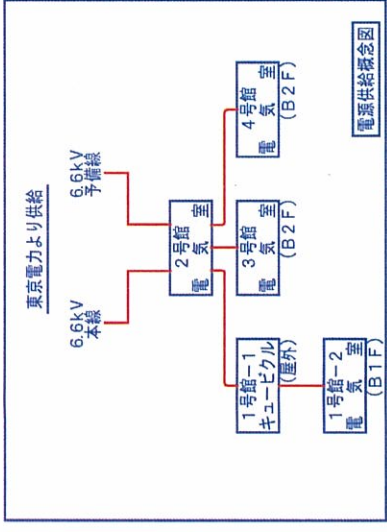 東京電力より供給
6.6kV
本線
6.6kV
予備線
2号館
電気室
1号館-1
キュービクル
(屋外)
3号館
電気室
(B2F)
4号館
電気室
(B2F)
1号館-2
電気室
(B1F)
電源供給概念図